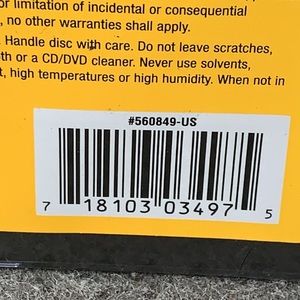 or limitation of incidental or consequential
o, no other warranties shall apply.
. Handle disc with care. Do not leave scratches,
th or a CD/DVD cleaner. Never use solvents,
t, high temperatures or high humidity. When not in
#560849-US
7 18103 03497 5